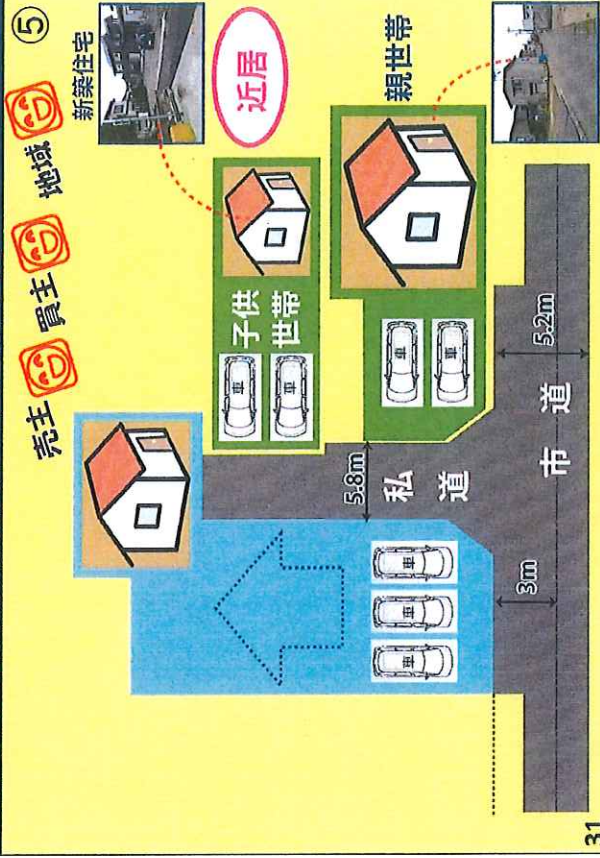 ⑤
売主 買主 地域
新築住宅
近居
子供
世帯
親世帯
車
車
車
車
車
車
車
5.8m
私道
5.2m
3m
市道
31